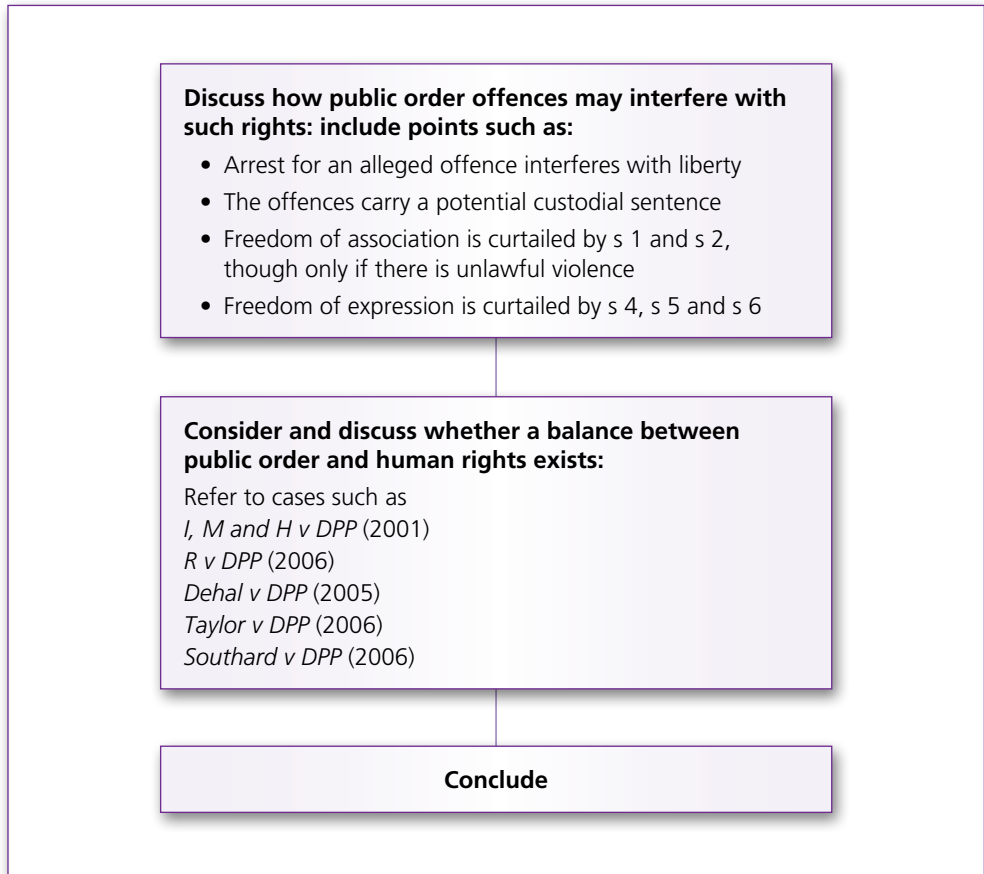 Discuss how public order offences may interfere with
such rights: include points such as:
• Arrest for an alleged offence interferes with liberty
• The offences carry a potential custodial sentence
• Freedom of association is curtailed by s 1 and s 2,
though only if there is unlawful violence
• Freedom of expression is curtailed by s 4, s 5 and s 6
Consider and discuss whether a balance between
public order and human rights exists:
Refer to cases such as
I, M and H v DPP (2001)
R v DPP (2006)
Dehal v DPP (2005)
Taylor v DPP (2006)
Southard v DPP (2006)
Conclude